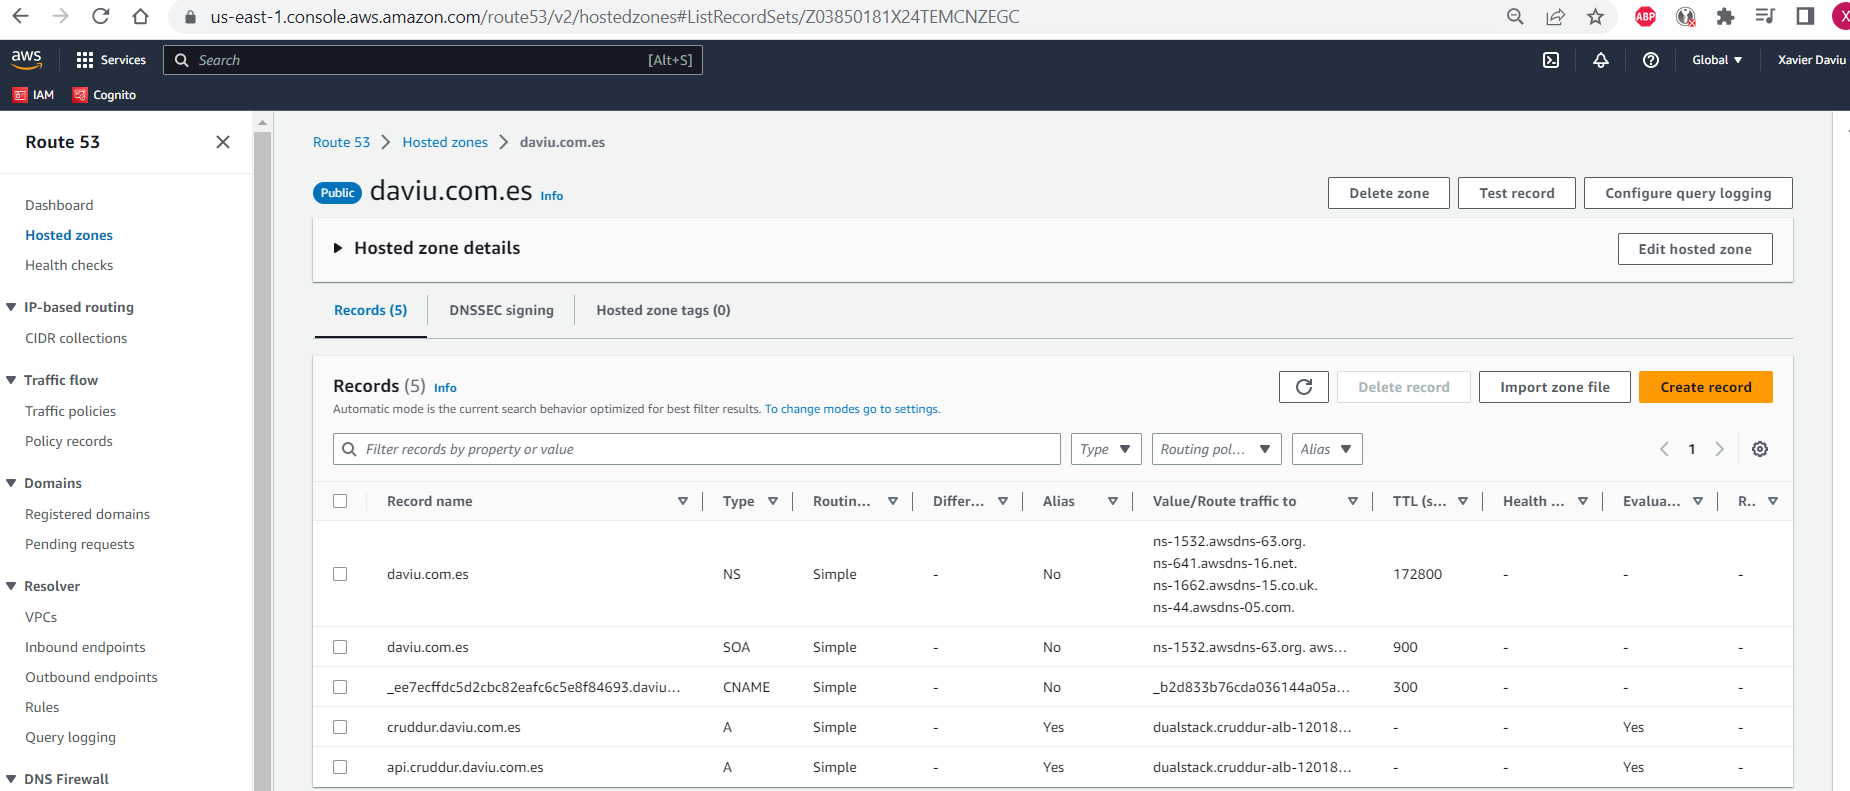 us-east-1.console.aws.amazon.com/route53/v2/hostedzones#ListRecordSets/Z03850181X24TEMCNZEGC
ABP
X
aws
Services
Search
[Alt+S]
Global
Xavier Daviu
IAM
Cognito
Route 53
Dashboard
Hosted zones
Health checks
IP-based routing
CIDR collections
Traffic flow
Traffic policies
Policy records
Domains
Registered domains
Pending requests
Resolver
VPCs
Inbound endpoints
Outbound endpoints
Rules
Query logging
DNS Firewall
Route 53 > Hosted zones > daviu.com.es
Public daviu.com.es Info
Delete zone
Test record
Configure query logging
Hosted zone details
Edit hosted zone
Records (5)
DNSSEC signing
Hosted zone tags (0)
Records (5) Info
Automatic mode is the current search behavior optimized for best filter results. To change modes go to settings.
Delete record
Import zone file
Create record
Filter records by property or value
Type
Routing pol...
Alias
1
Record name Type Routin... Differ... Alias Value/Route traffic to TTL (s... Health ... Evalua... R..
daviu.com.es NS Simple - No ns-1532.awsdns-63.org.
ns-641.awsdns-16.net.
ns-1662.awsdns-15.co.uk.
ns-44.awsdns-05.com. 172800 - - -
daviu.com.es SOA Simple - No ns-1532.awsdns-63.org. aws... 900 - - -
_ee7ecffdc5d2cbc82eafc6c5e8f84693.daviu... CNAME Simple - No _b2d833b76cda036144a05a... 300 - - -
cruddur.daviu.com.es A Simple - Yes dualstack.cruddur-alb-12018... - - Yes -
api.cruddur.daviu.com.es A Simple - Yes dualstack.cruddur-alb-12018... - - Yes -